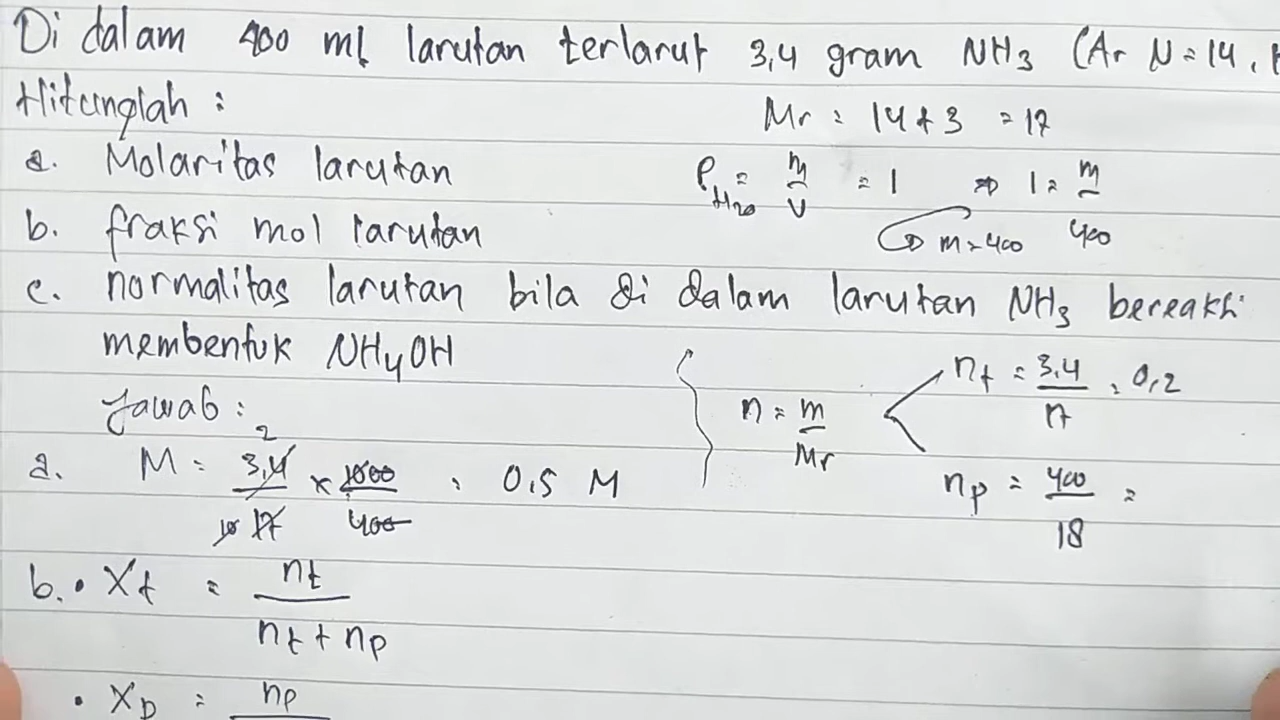 Di dalam 400 ml larutan terlarut 3,4 gram NH3 (Ar N = 14,
Hitunglah :
Mr = 14 + 3 = 17
a. Molaritas larutan
ρH2O = m/V = 1 ⇒ 1 = m/400
m = 400
b. fraksi mol larutan
c. normalitas larutan bila di dalam larutan NH3 bereaksi
membentuk NH4OH
Jawab :
n = m/Mr
nt = 3,4/17 = 0,2
np = 400/18 =
a. M = 3,4/17 × 1000/400 = 0,5 M
2
10
b. • Xt = nt/nt + np
• Xp = np